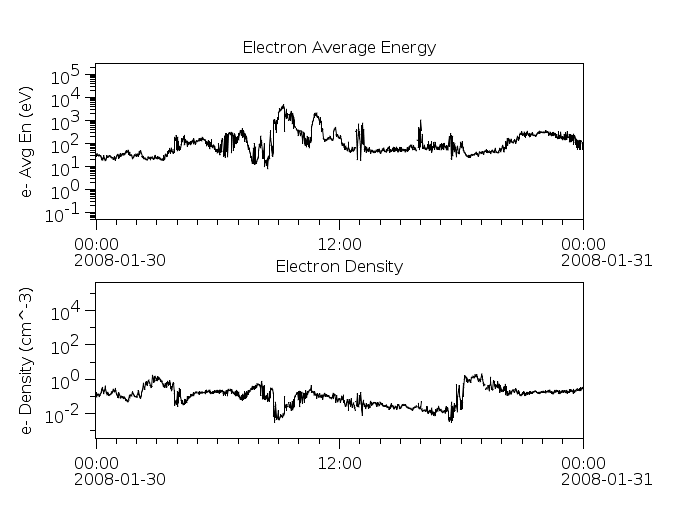 Electron Average Energy
e- Avg En (eV)
10^5
10^4
10^3
10^2
10^1
10^0
10^-1
00:00 12:00 00:00
2008-01-30 2008-01-31
Electron Density
e- Density (cm^-3)
10^4
10^2
10^0
10^-2
00:00 12:00 00:00
2008-01-30 2008-01-31